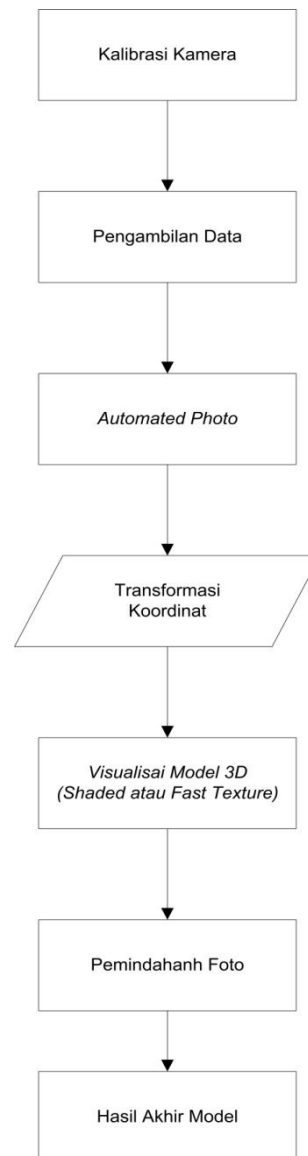 Kalibrasi Kamera
Pengambilan Data
Automated Photo
Transformasi
Koordinat
Visualisai Model 3D
(Shaded atau Fast Texture)
Pemindahanh Foto
Hasil Akhir Model